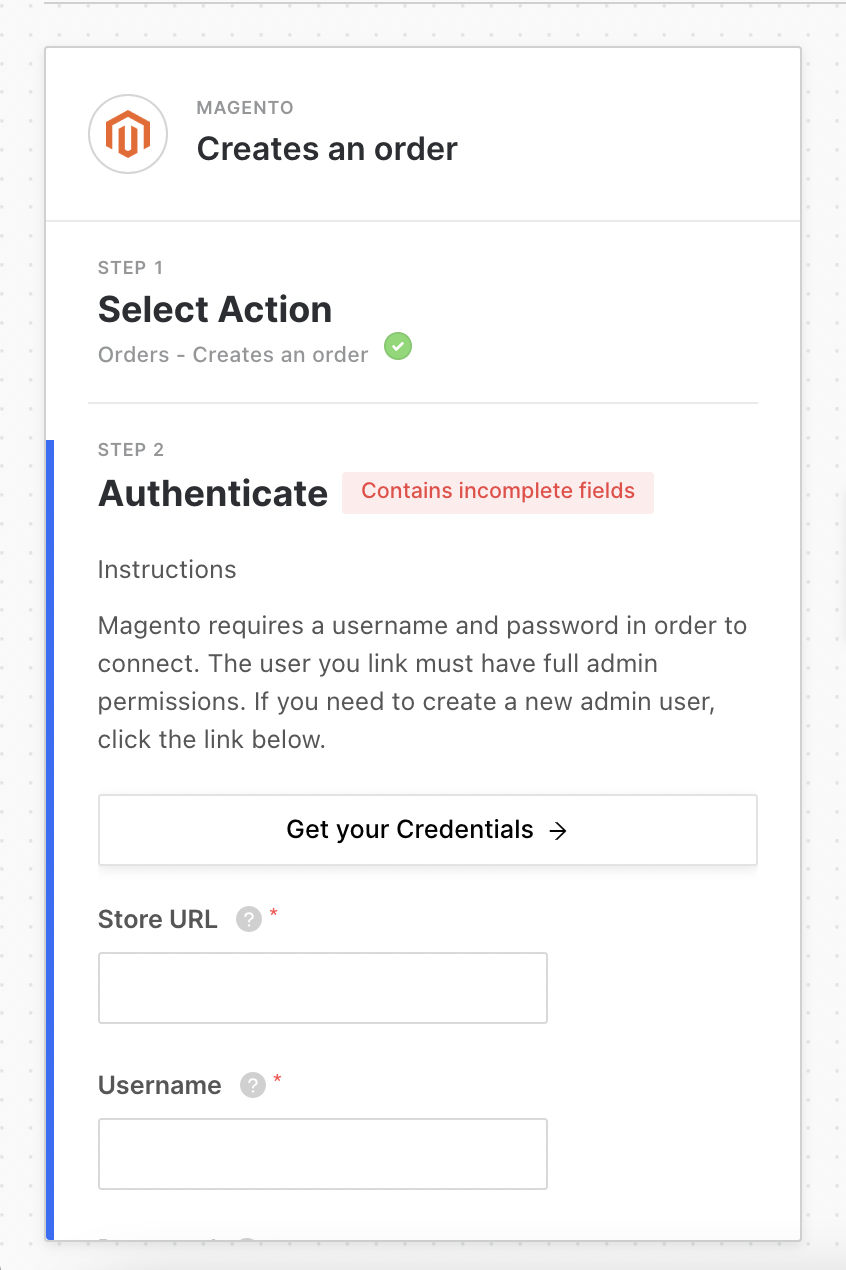 MAGENTO
Creates an order
STEP 1
Select Action
Orders - Creates an order
STEP 2
Authenticate Contains incomplete fields
Instructions
Magento requires a username and password in order to
connect. The user you link must have full admin
permissions. If you need to create a new admin user,
click the link below.
Get your Credentials →
Store URL ? *
Username ? *